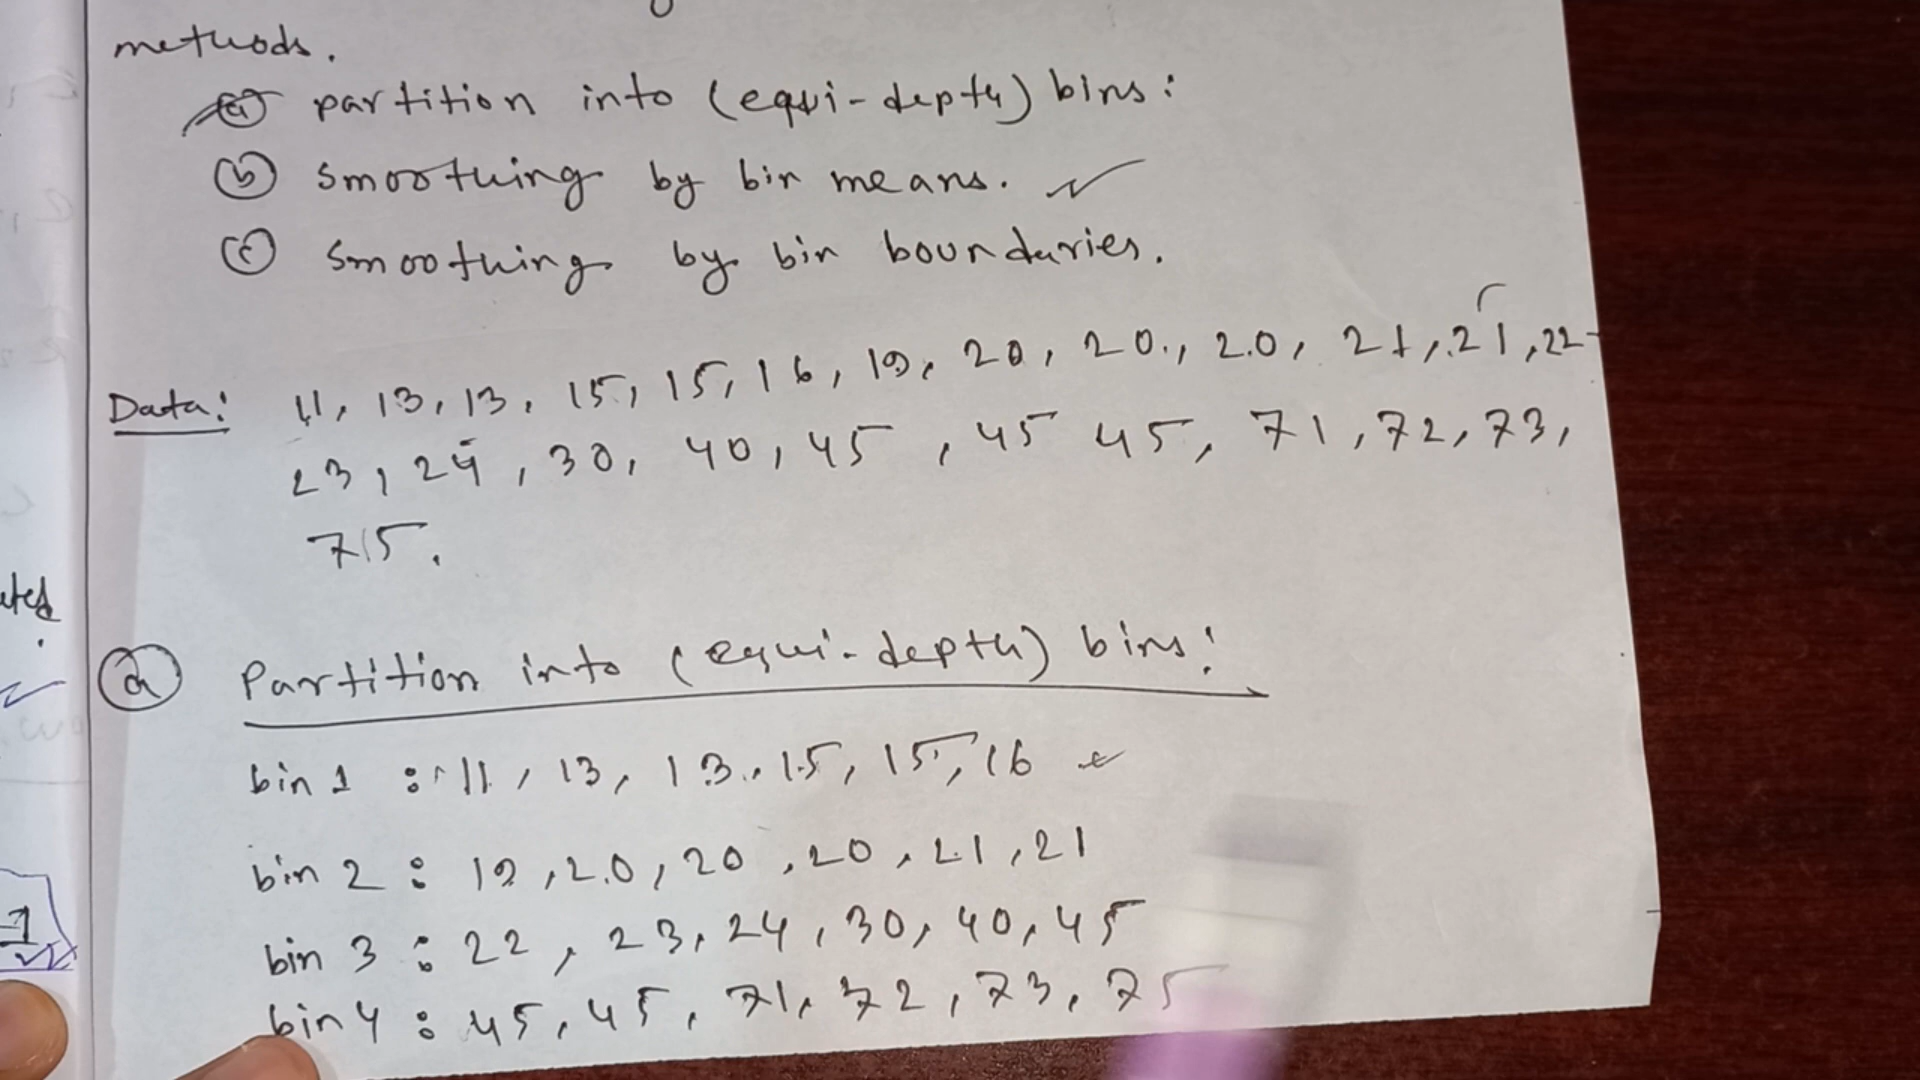 methods.
(a) partition into (equi-depth) bins:
(b) smoothing by bin means.
(c) smoothing by bin boundaries.
Data: 11, 13, 13, 15, 15, 16, 19, 20, 20, 20, 21, 21, 22
23, 24, 30, 40, 45, 45 45, 71, 72, 73,
75.
(a) Partition into (equi-depth) bins:
bin 1 : 11, 13, 13, 15, 15, 16
bin 2 : 19, 20, 20, 20, 21, 21
bin 3 : 22, 23, 24, 30, 40, 45
bin 4 : 45, 45, 71, 72, 73, 75